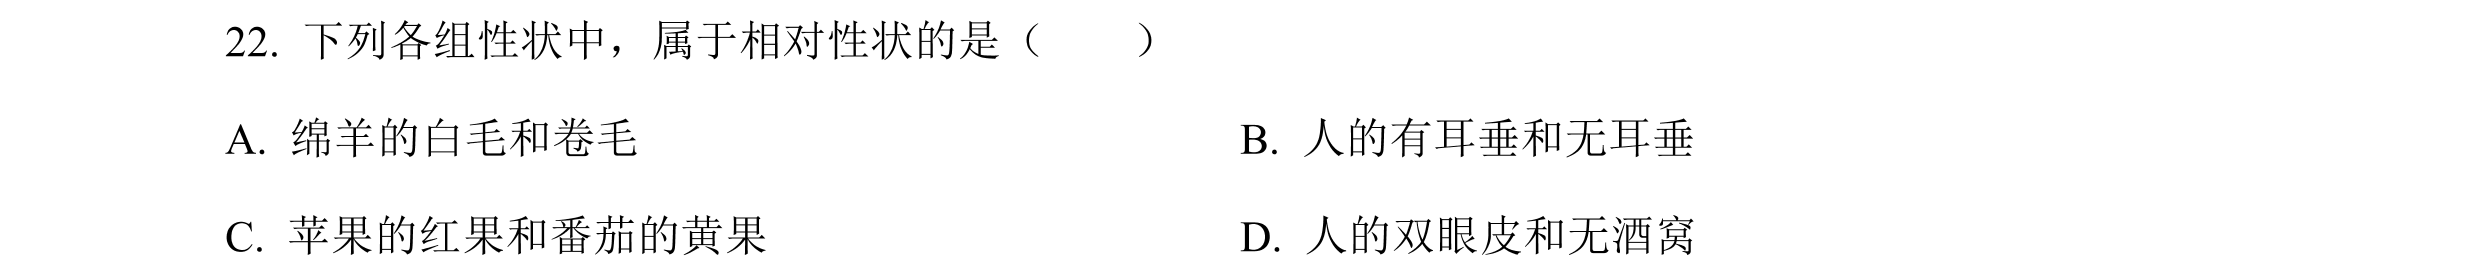 22. 下列各组性状中，属于相对性状的是（　　）
A. 绵羊的白毛和卷毛　　B. 人的有耳垂和无耳垂
C. 苹果的红果和番茄的黄果　　D. 人的双眼皮和无酒窝